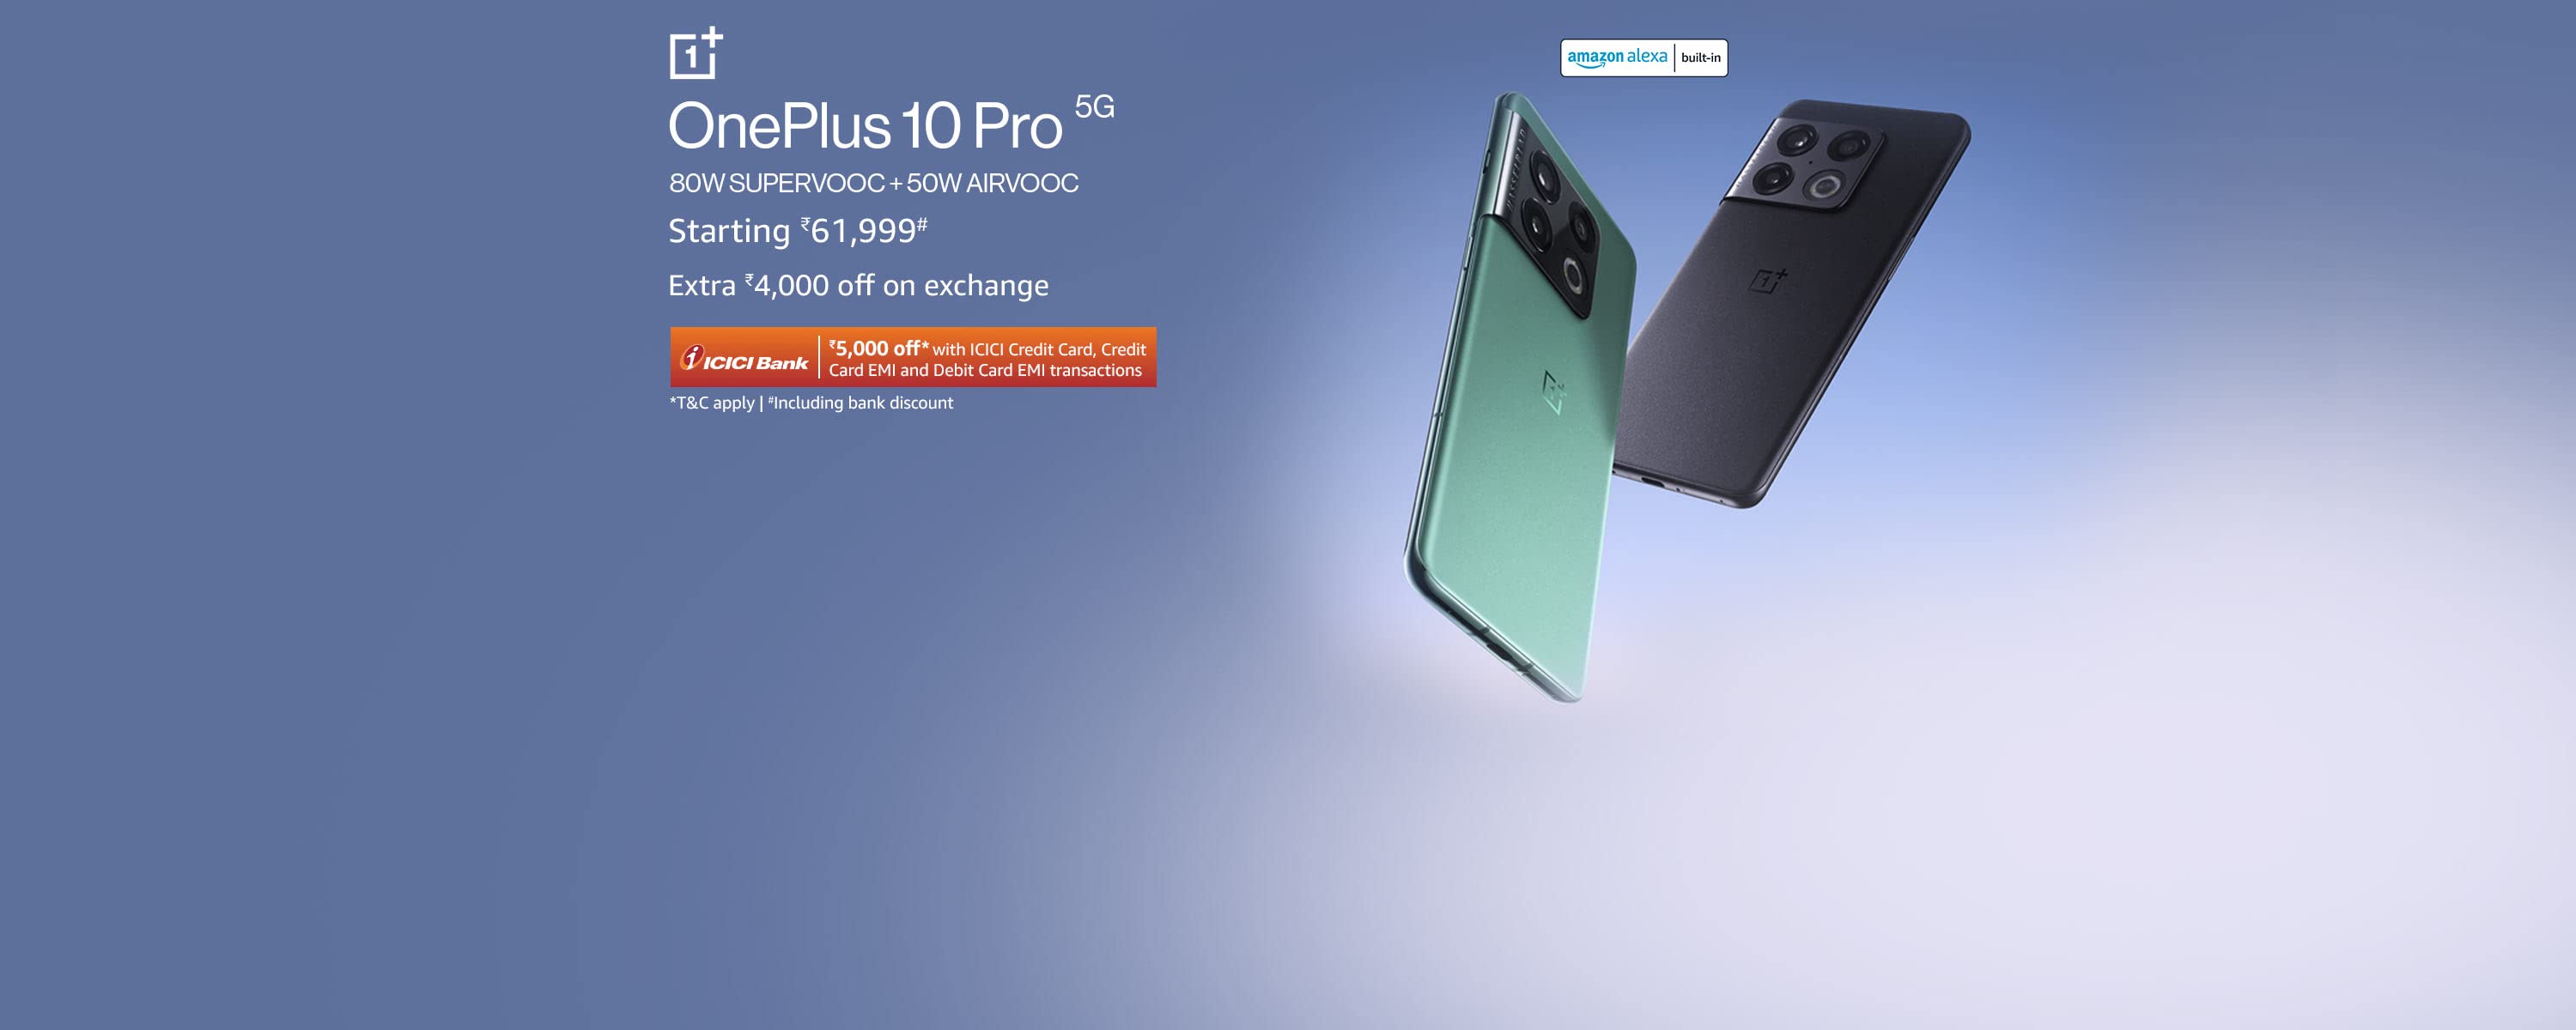 OnePlus 10 Pro 5G
80W SUPERVOOC + 50W AIRVOOC
Starting ₹61,999#
Extra ₹4,000 off on exchange
ICICI Bank
₹5,000 off* with ICICI Credit Card, Credit
Card EMI and Debit Card EMI transactions
*T&C apply | #Including bank discount
amazon alexa | built-in
HASSELBLAD